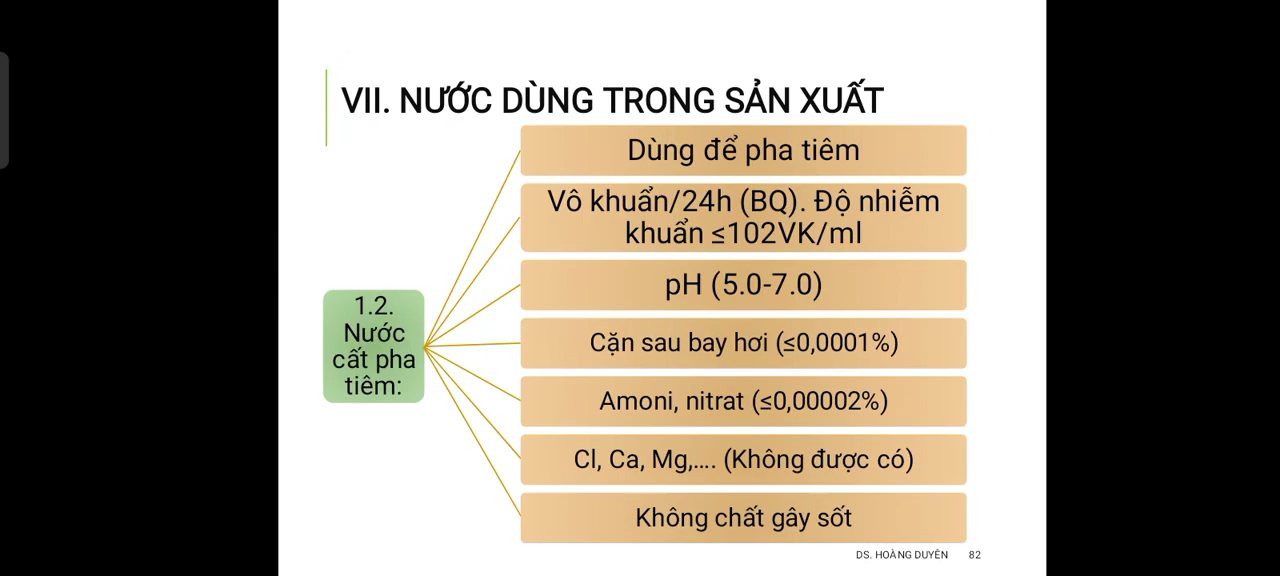 VII. NƯỚC DÙNG TRONG SẢN XUẤT
1.2.
Nước
cất pha
tiêm:
Dùng để pha tiêm
Vô khuẩn/24h (BQ). Độ nhiễm
khuẩn ≤102VK/ml
pH (5.0-7.0)
Cặn sau bay hơi (≤0,0001%)
Amoni, nitrat (≤0,00002%)
Cl, Ca, Mg,.... (Không được có)
Không chất gây sốt
DS. HOÀNG DUYÊN 82